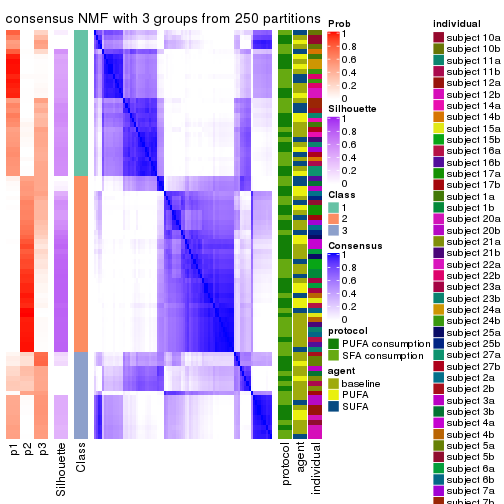 consensus NMF with 3 groups from 250 partitions
p1
p2
p3
Silhouette
Class
protocol
agent
individual
Prob
1
0.8
0.6
0.4
0.2
0
Silhouette
1
0.8
0.6
0.4
0.2
0
Class
1
2
3
Consensus
1
0.8
0.6
0.4
0.2
0
protocol
PUFA consumption
SFA consumption
agent
baseline
PUFA
SUFA
individual
subject 10a
subject 10b
subject 11a
subject 11b
subject 12a
subject 12b
subject 14a
subject 14b
subject 15a
subject 15b
subject 16a
subject 16b
subject 17a
subject 17b
subject 1a
subject 1b
subject 20a
subject 20b
subject 21a
subject 21b
subject 22a
subject 22b
subject 23a
subject 23b
subject 24a
subject 24b
subject 25a
subject 25b
subject 27a
subject 27b
subject 2a
subject 2b
subject 3a
subject 3b
subject 4a
subject 4b
subject 5a
subject 5b
subject 6a
subject 6b
subject 7a
subject 7b